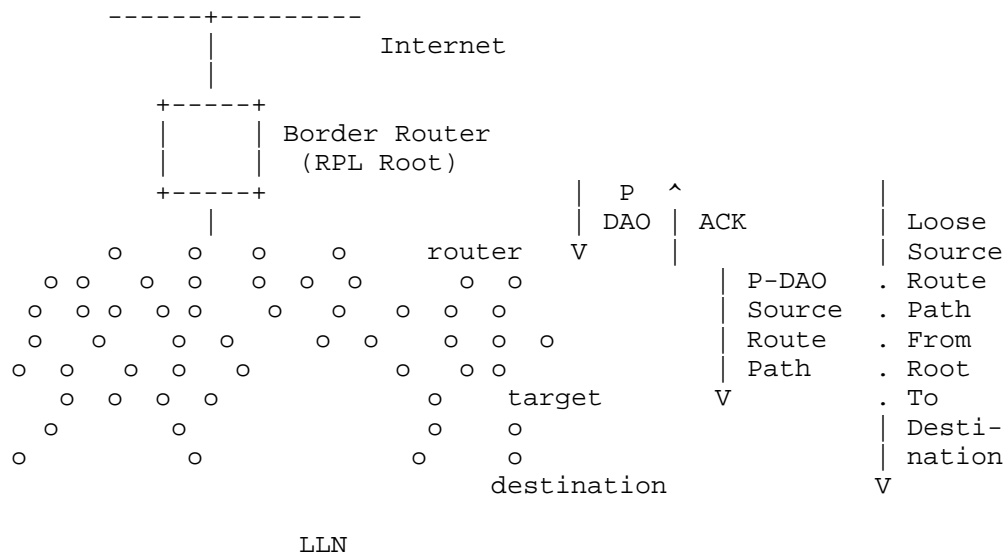 Internet
Border Router
(RPL Root)
P
DAO ACK Loose
router Source
P-DAO Route
Source Path
Route From
Path Root
target To
Desti-
nation
destination
LLN